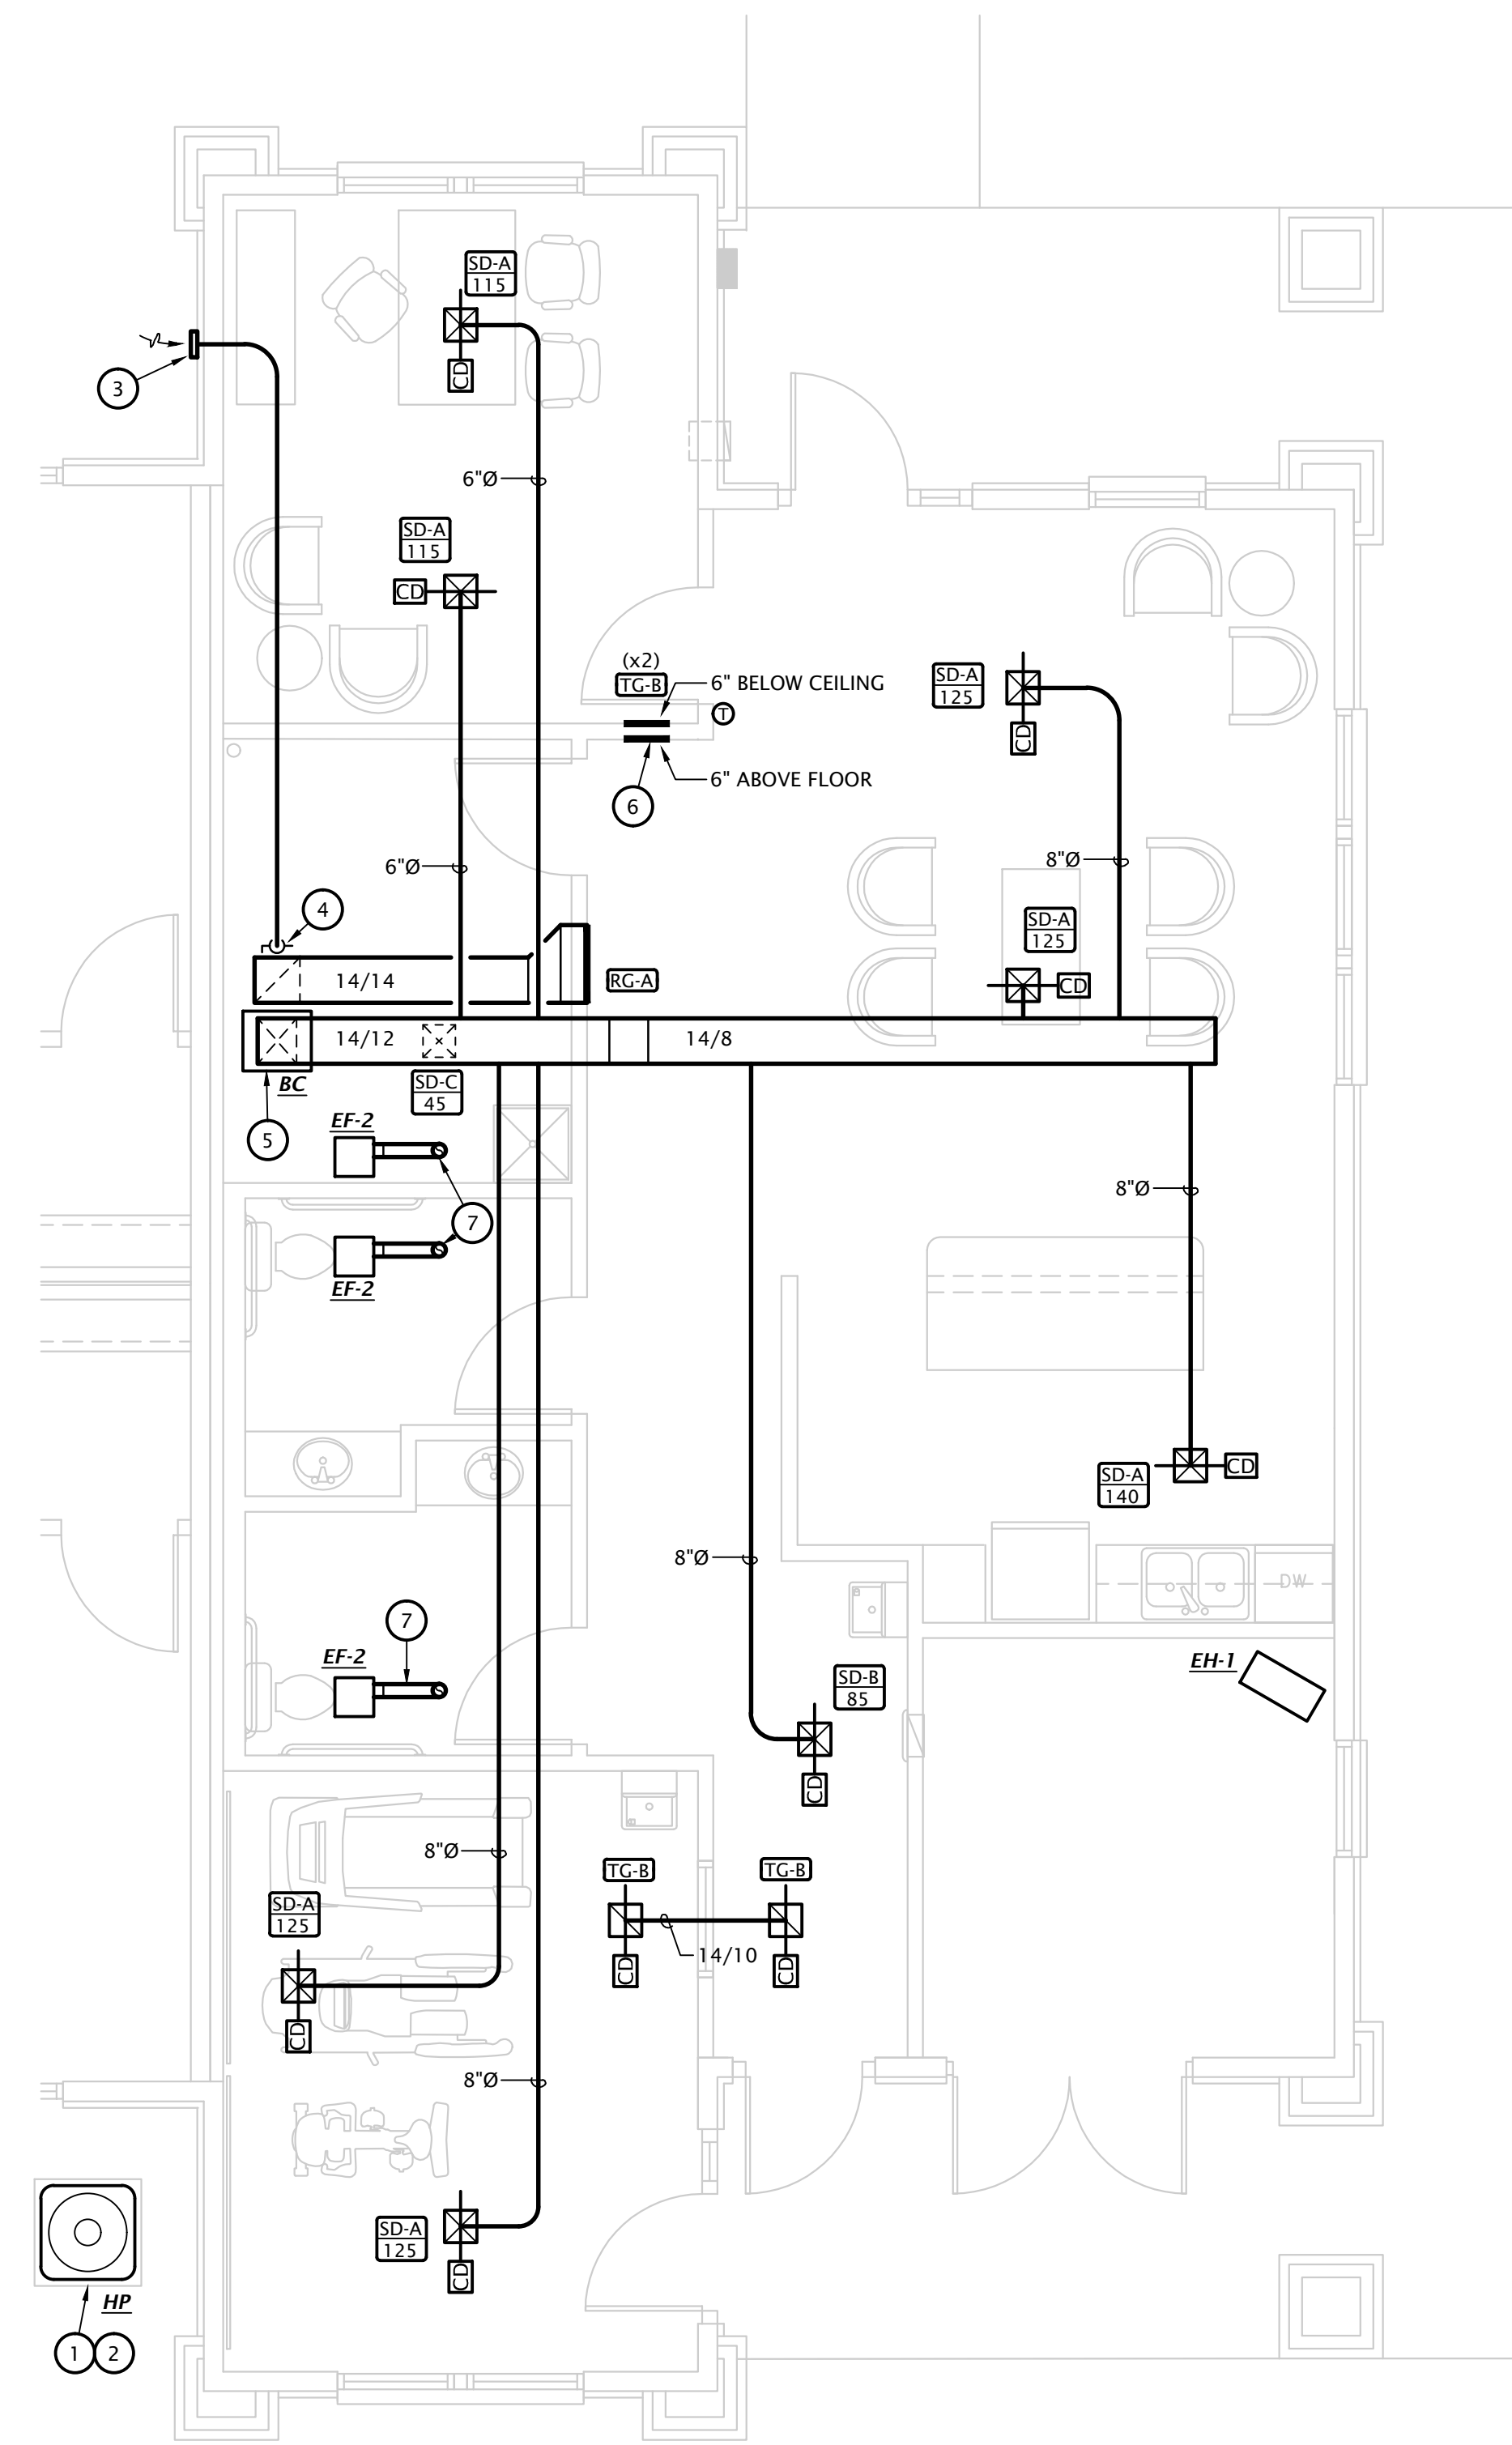 SD-A
115
CD
3
6"Ø
SD-A
115
CD
(x2)
TG-B
6" BELOW CEILING
T
6" ABOVE FLOOR
6
SD-A
125
CD
6"Ø
8"Ø
4
SD-A
125
CD
14/14
RG-A
14/12
14/8
BC
SD-C
45
5
EF-2
7
EF-2
8"Ø
SD-A
140
CD
8"Ø
DW
7
EF-2
EH-1
SD-B
85
CD
8"Ø
TG-B
TG-B
SD-A
125
14/10
CD
CD
CD
8"Ø
SD-A
125
CD
HP
1
2